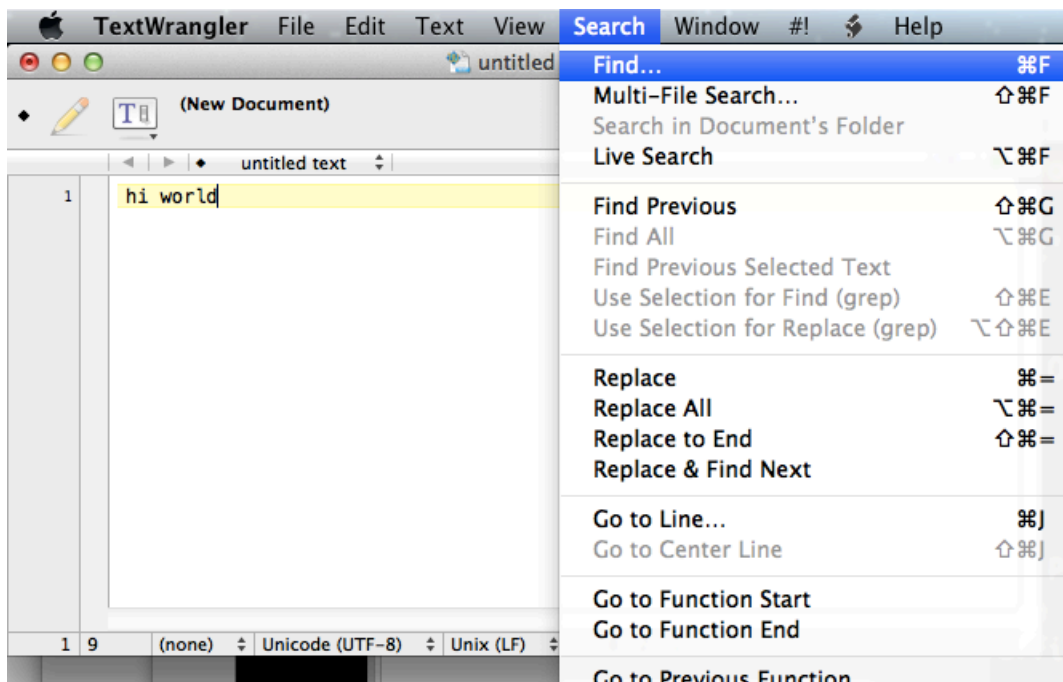 TextWrangler File Edit Text View Search Window #! Help
untitled
(New Document)
untitled text
1 hi world
1 9 (none) Unicode (UTF-8) Unix (LF)
Find... ⌘F
Multi-File Search... ⇧⌘F
Search in Document's Folder
Live Search ⌥⌘F
Find Previous ⇧⌘G
Find All ⌥⌘G
Find Previous Selected Text
Use Selection for Find (grep) ⇧⌘E
Use Selection for Replace (grep) ⌥⇧⌘E
Replace ⌘=
Replace All ⌥⌘=
Replace to End ⇧⌘=
Replace & Find Next
Go to Line... ⌘J
Go to Center Line ⇧⌘J
Go to Function Start
Go to Function End
Go to Previous Function